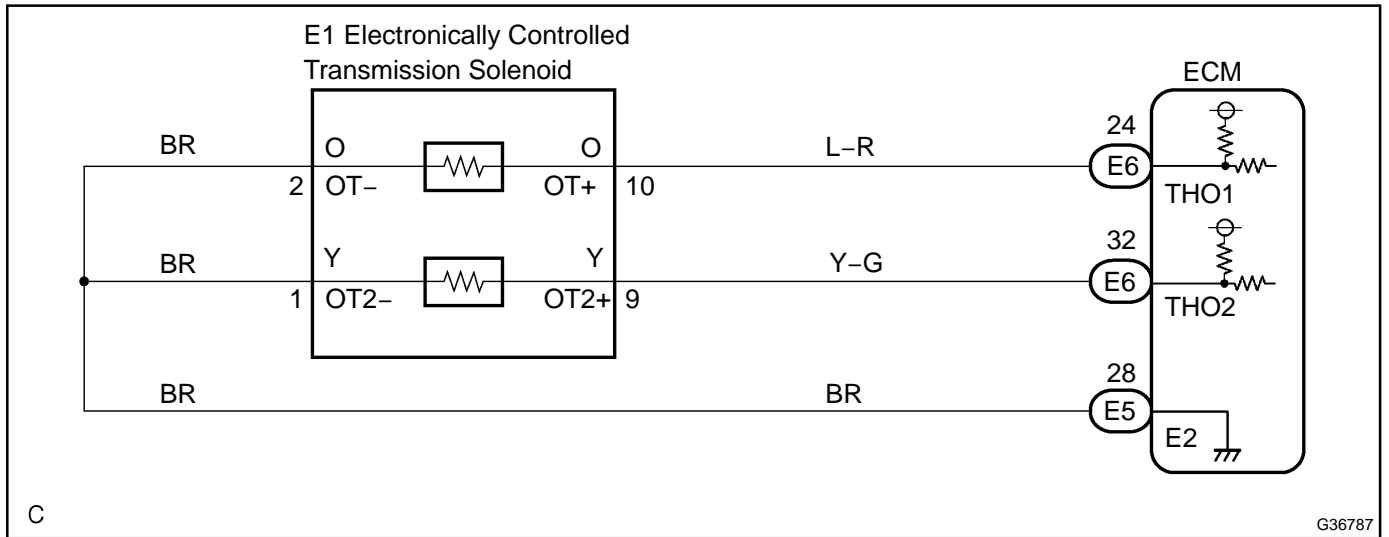 E1 Electronically Controlled
Transmission Solenoid
ECM
BR
O
O
L−R
24
E6
2
OT−
OT+
10
THO1
BR
Y
Y
Y−G
32
E6
1
OT2−
OT2+
9
THO2
BR
BR
28
E5
E2
C
G36787